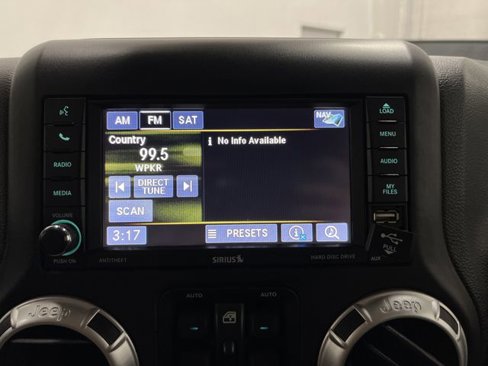 AM FM SAT NAV
LOAD
Country
99.5
WPKR
i No Info Available
MENU
RADIO
DIRECT
TUNE
AUDIO
MEDIA
SCAN
MY
FILES
VOLUME
3:17
PRESETS
PUSH ON
ANTITHEFT
SIRIUS
HARD DISC DRIVE
AUX
PULL
AUTO
AUTO
Jeep
Jeep